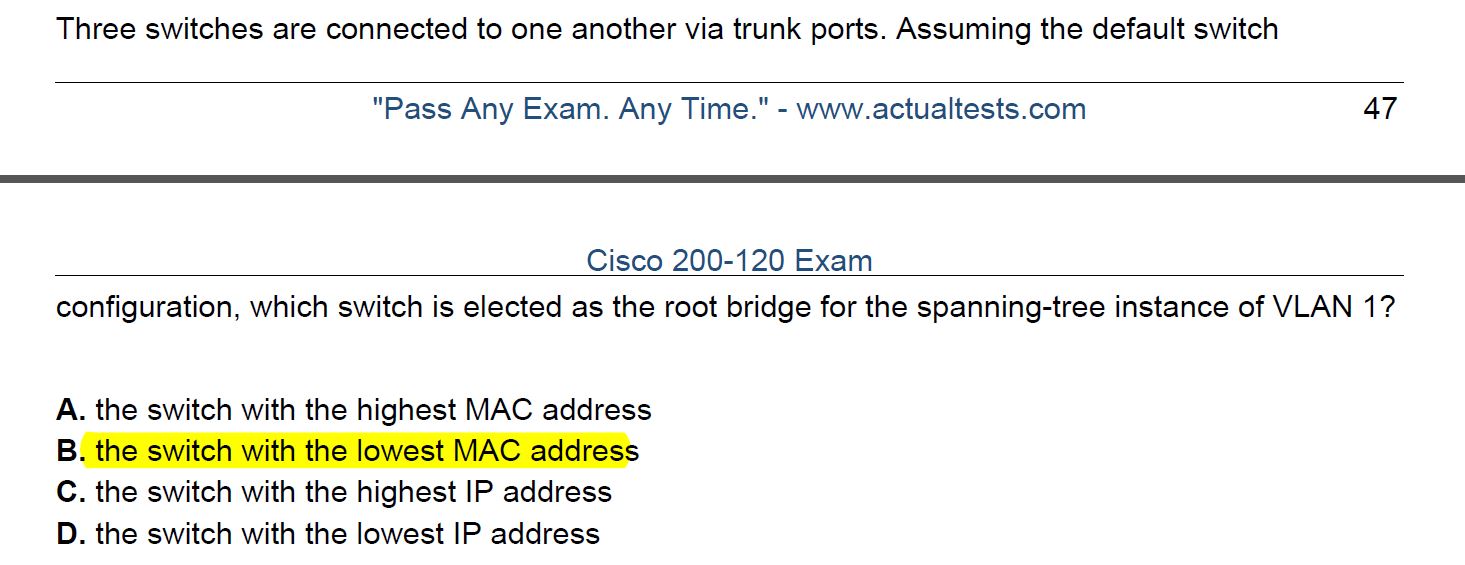 Three switches are connected to one another via trunk ports. Assuming the default switch
"Pass Any Exam. Any Time." - www.actualtests.com 47
Cisco 200-120 Exam
configuration, which switch is elected as the root bridge for the spanning-tree instance of VLAN 1?
A. the switch with the highest MAC address
B. the switch with the lowest MAC address
C. the switch with the highest IP address
D. the switch with the lowest IP address